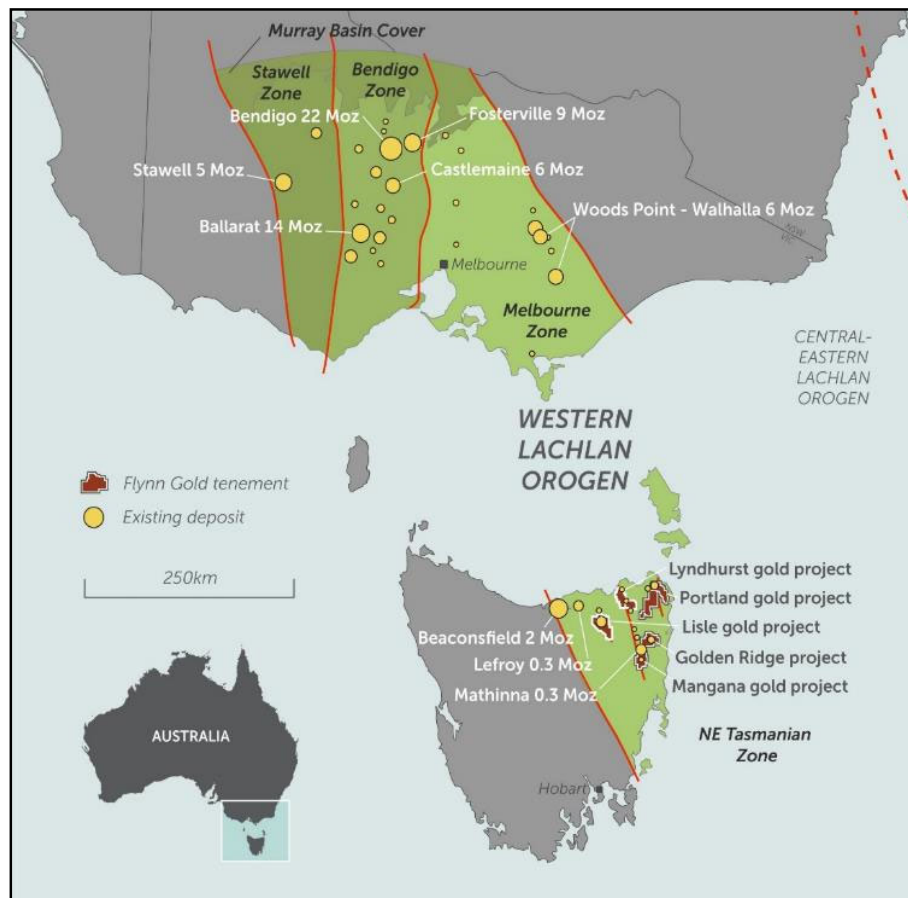 Murray Basin Cover
Stawell
Zone
Bendigo
Zone
Bendigo 22 Moz
Fosterville 9 Moz
Stawell 5 Moz
Castlemaine 6 Moz
Ballarat 14 Moz
Woods Point - Walhalla 6 Moz
NSW
VIC
Melbourne
Melbourne
Zone
CENTRAL-
EASTERN
LACHLAN
OROGEN
WESTERN
LACHLAN
OROGEN
Flynn Gold tenement
Existing deposit
250km
Lyndhurst gold project
Portland gold project
Lisle gold project
Golden Ridge project
Mangana gold project
Beaconsfield 2 Moz
Lefroy 0.3 Moz
Mathinna 0.3 Moz
NE Tasmanian
Zone
Hobart
AUSTRALIA